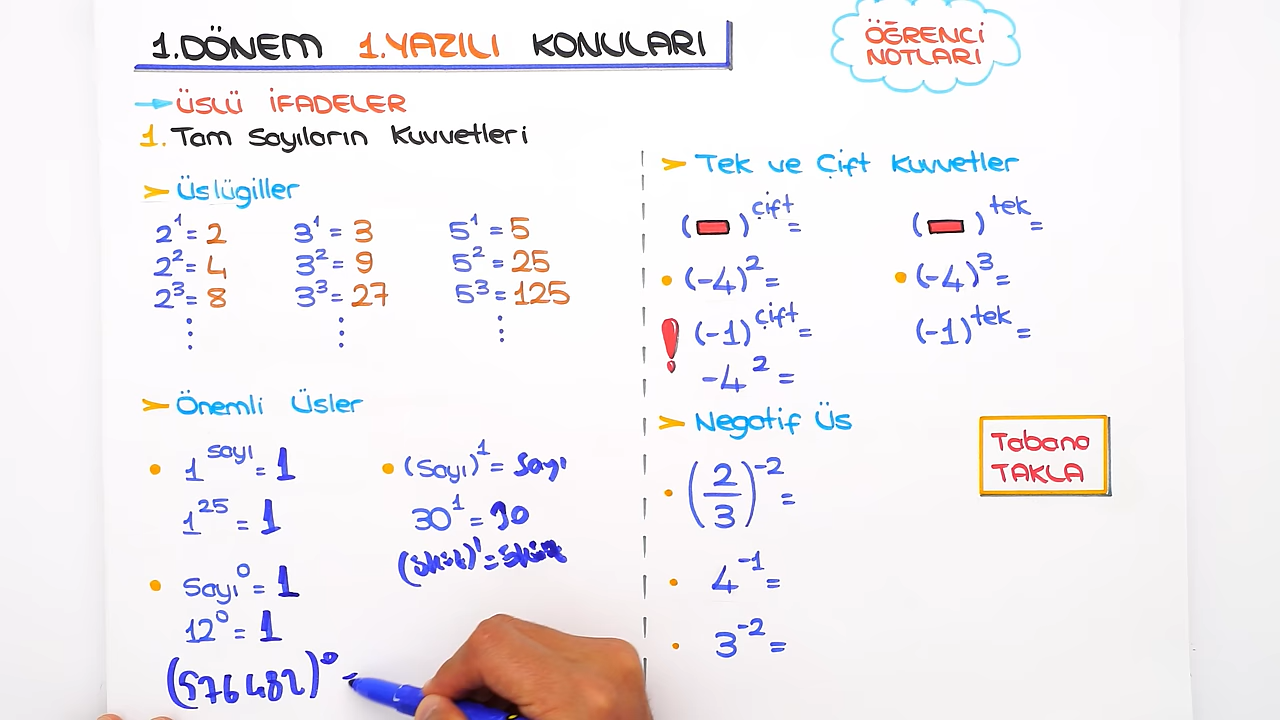 1.DÖNEM 1.YAZILI KONULARI
ÖĞRENCİ
NOTLARI
ÜSLÜ İFADELER
1. Tam Sayıların Kuvvetleri
➤ Üslügiller
2¹ = 2 3¹ = 3 5¹ = 5
2² = 4 3² = 9 5² = 25
2³ = 8 3³ = 27 5³ = 125
⋮ ⋮ ⋮
➤ Önemli Üsler
• 1^sayı = 1 • (Sayı)¹ = Sayı
1²⁵ = 1 30¹ = 30
• Sayı⁰ = 1
12⁰ = 1
(576482)⁰ =
➤ Tek ve Çift Kuvvetler
( )^çift = ( )^tek =
• (-4)² = • (-4)³ =
! (-1)^çift = (-1)^tek =
-4² =
➤ Negatif Üs
Tabana
TAKLA
• (2/3)⁻² =
• 4⁻¹ =
• 3⁻² =